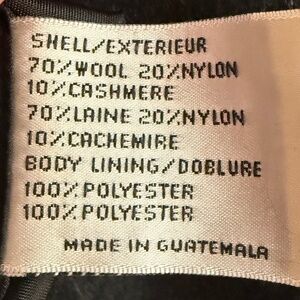 SHELL/EXTERIEUR
70%WOOL 20%NYLON
10%CASHMERE
70%LAINE 20%NYLON
10%CACHEMIRE
BODY LINING/DOBLURE
100%POLYESTER
100%POLYESTER
MADE IN GUATEMALA